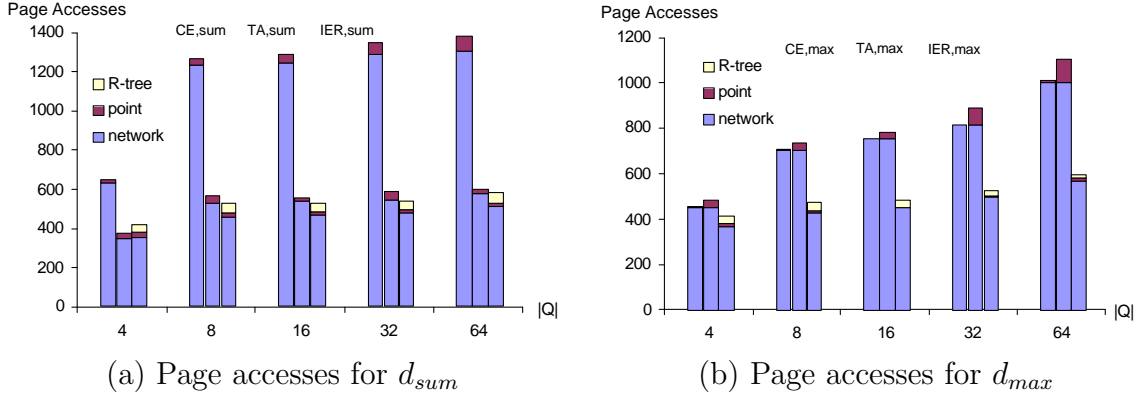 Page Accesses
1400
1200
1000
800
600
400
200
0
CE,sum TA,sum IER,sum
R-tree
point
network
4 8 16 32 64
|Q|
(a) Page accesses for dsum
Page Accesses
1200
1000
800
600
400
200
0
CE,max TA,max IER,max
R-tree
point
network
4 8 16 32 64
|Q|
(b) Page accesses for dmax